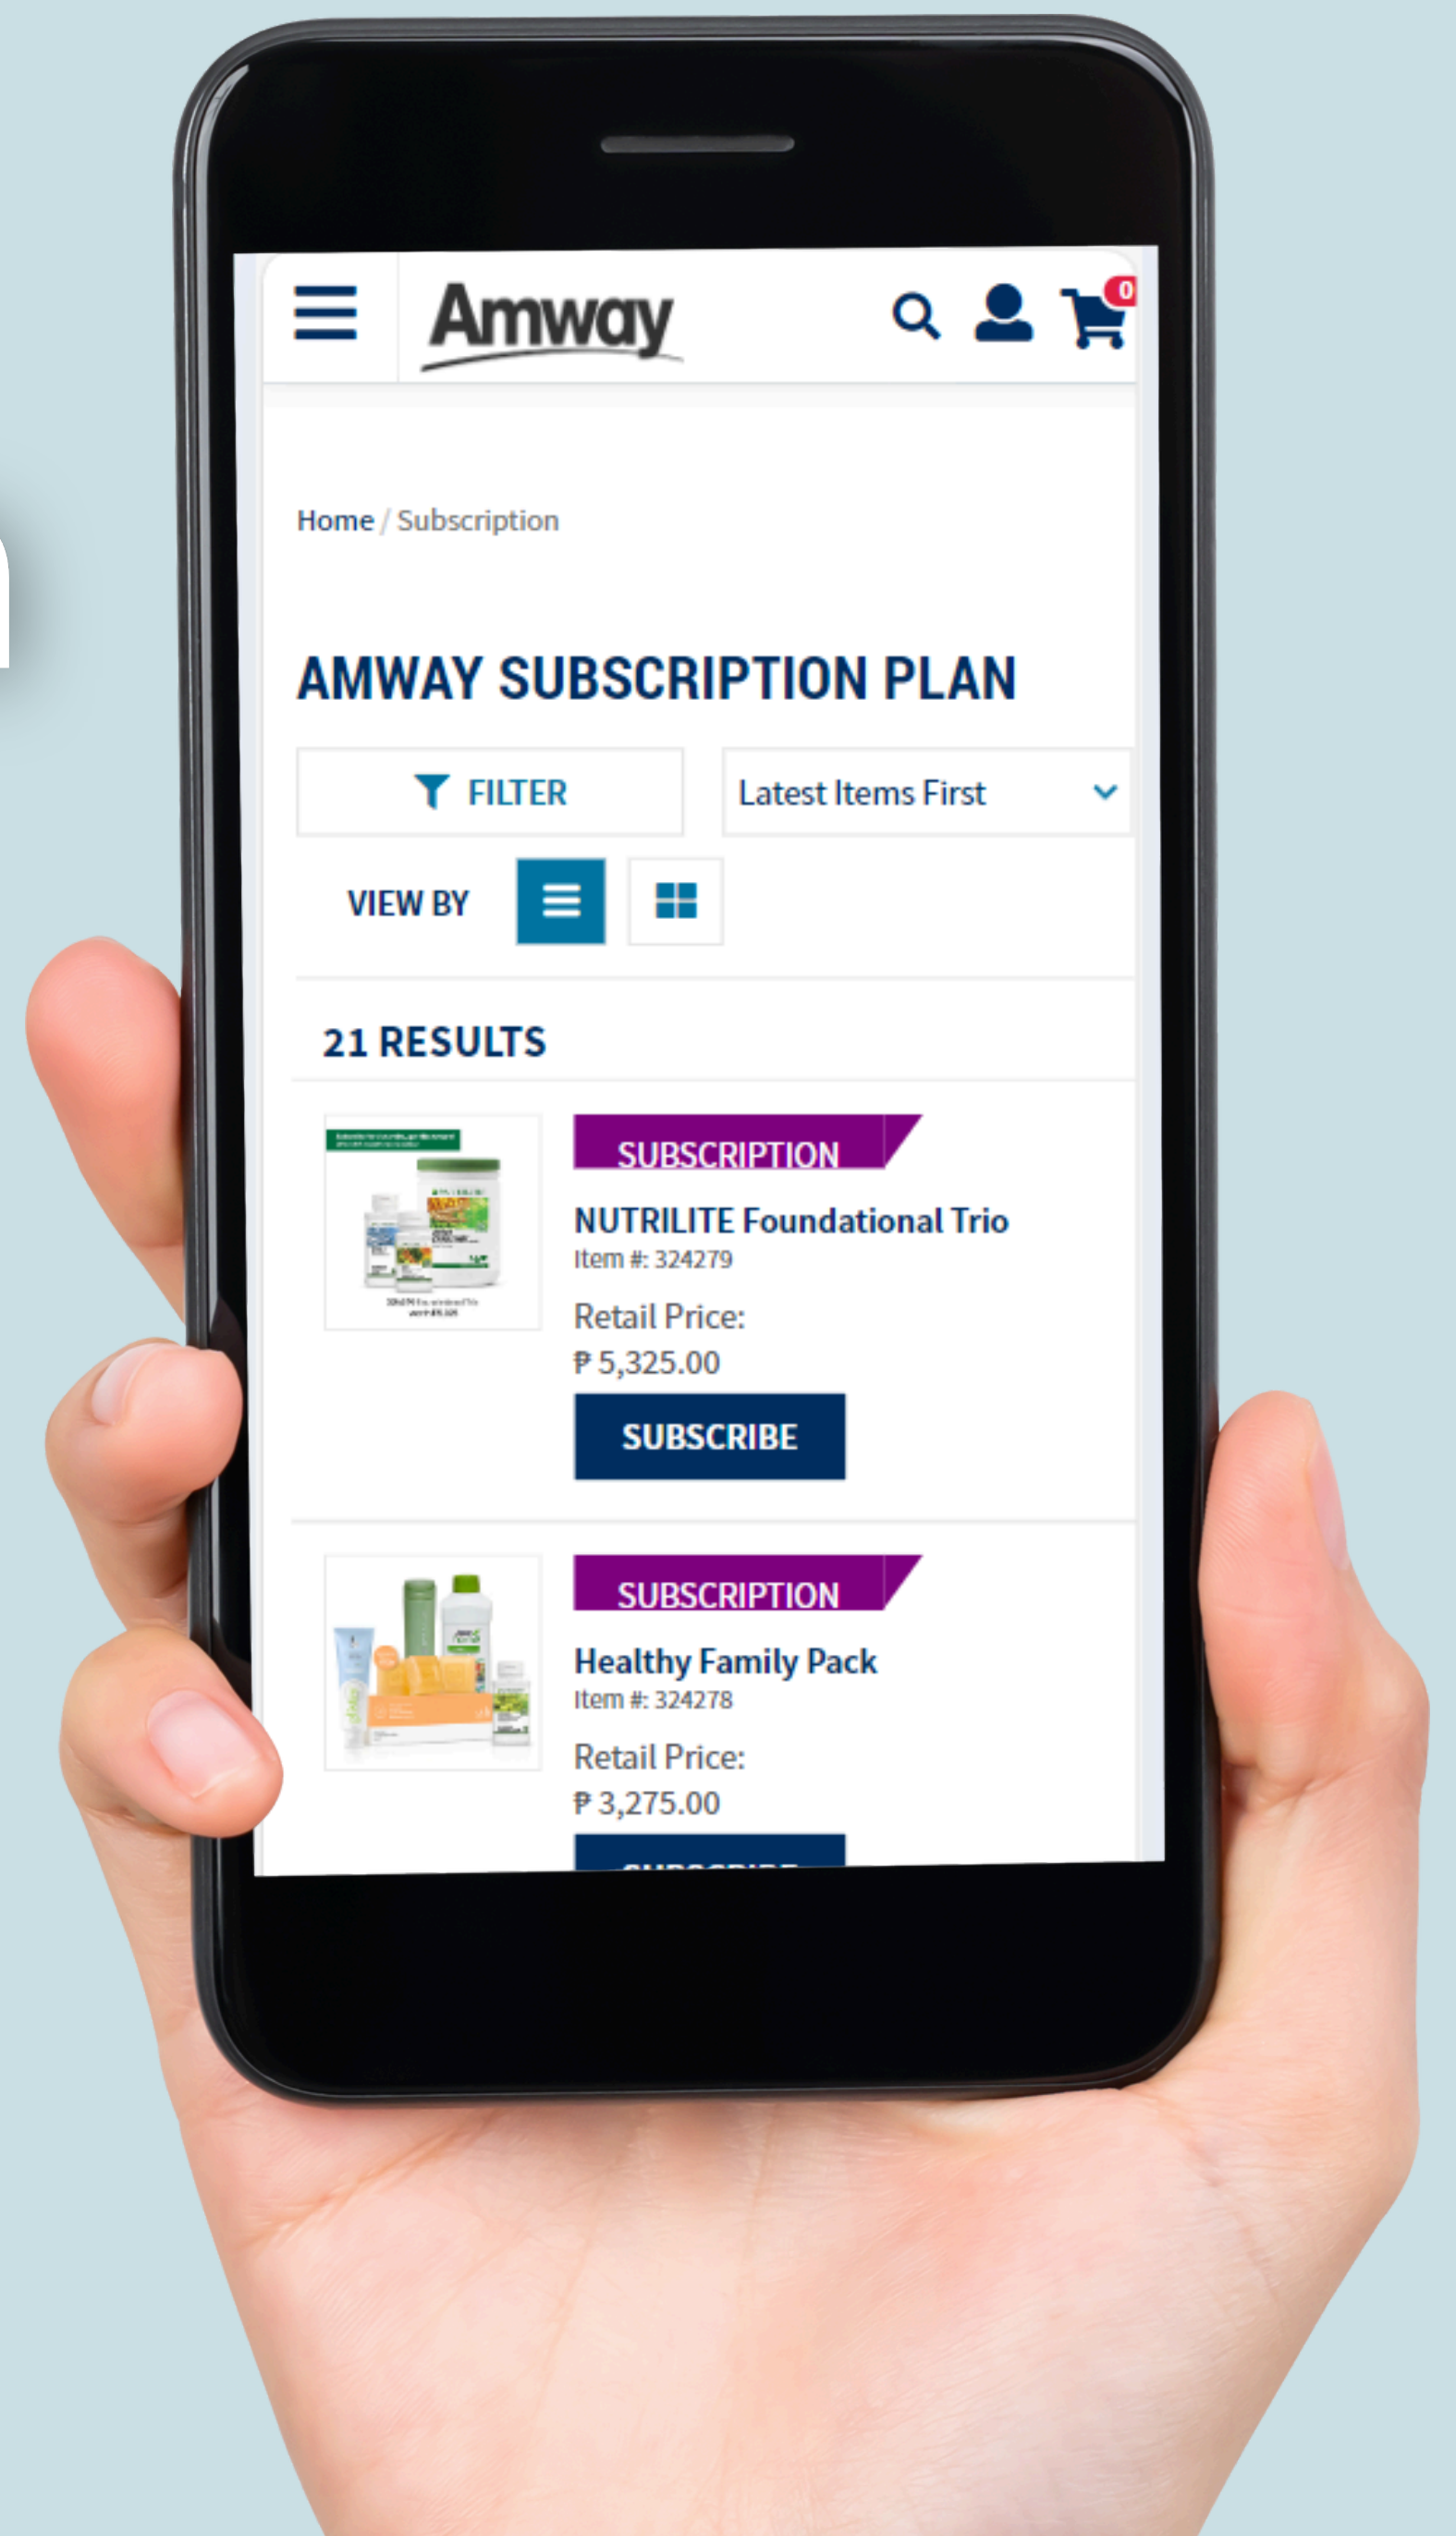 Amway
0
Home / Subscription
AMWAY SUBSCRIPTION PLAN
FILTER
Latest Items First
VIEW BY
21 RESULTS
SUBSCRIPTION
NUTRILITE Foundational Trio
Item #: 324279
Retail Price:
₱ 5,325.00
SUBSCRIBE
SUBSCRIPTION
Healthy Family Pack
Item #: 324278
Retail Price:
₱ 3,275.00
SUBSCRIBE